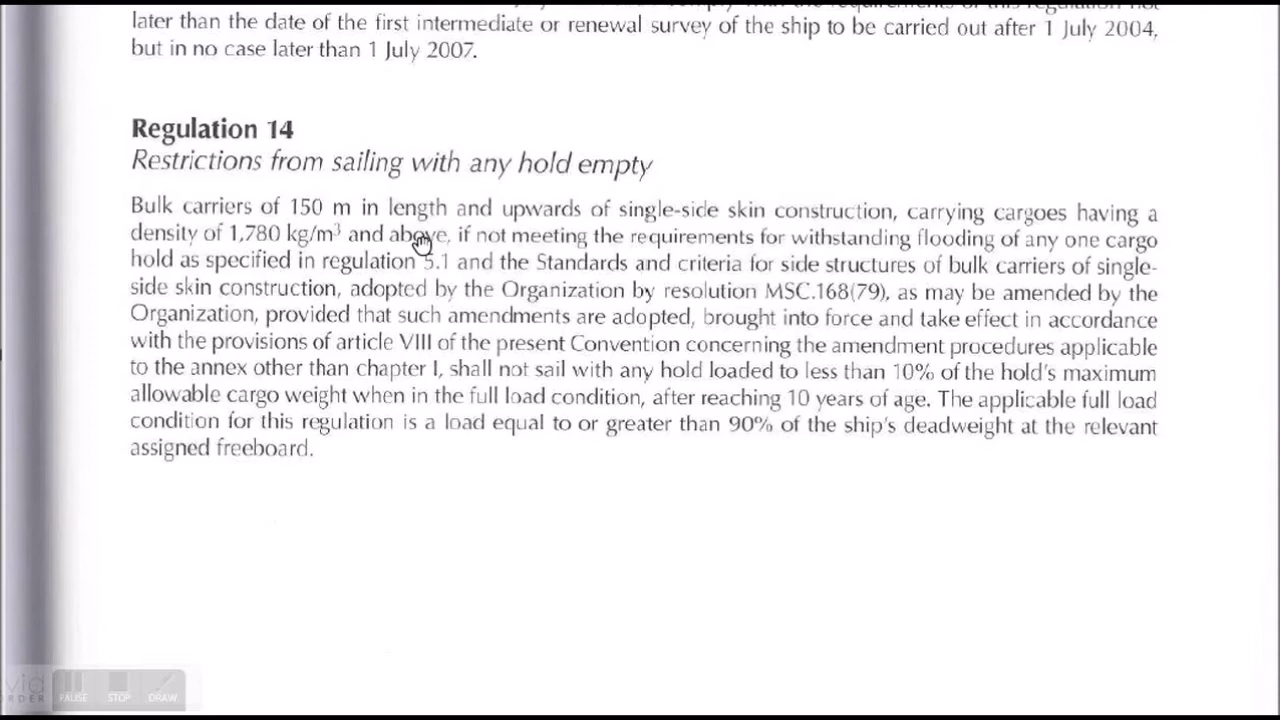 later than the date of the first intermediate or renewal survey of the ship to be carried out after 1 July 2004,
but in no case later than 1 July 2007.
Regulation 14
Restrictions from sailing with any hold empty
Bulk carriers of 150 m in length and upwards of single-side skin construction, carrying cargoes having a
density of 1,780 kg/m³ and above, if not meeting the requirements for withstanding flooding of any one cargo
hold as specified in regulation 5.1 and the Standards and criteria for side structures of bulk carriers of single-
side skin construction, adopted by the Organization by resolution MSC.168(79), as may be amended by the
Organization, provided that such amendments are adopted, brought into force and take effect in accordance
with the provisions of article VIII of the present Convention concerning the amendment procedures applicable
to the annex other than chapter I, shall not sail with any hold loaded to less than 10% of the hold's maximum
allowable cargo weight when in the full load condition, after reaching 10 years of age. The applicable full load
condition for this regulation is a load equal to or greater than 90% of the ship's deadweight at the relevant
assigned freeboard.
PAUSE STOP DRAW